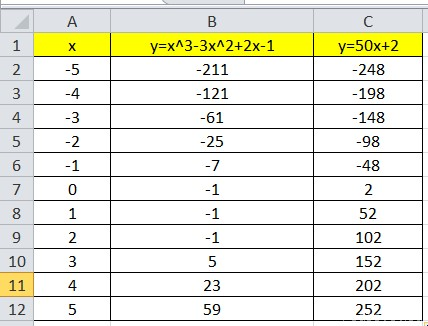 A B C
1 x y=x^3-3x^2+2x-1 y=50x+2
2 -5 -211 -248
3 -4 -121 -198
4 -3 -61 -148
5 -2 -25 -98
6 -1 -7 -48
7 0 -1 2
8 1 -1 52
9 2 -1 102
10 3 5 152
11 4 23 202
12 5 59 252